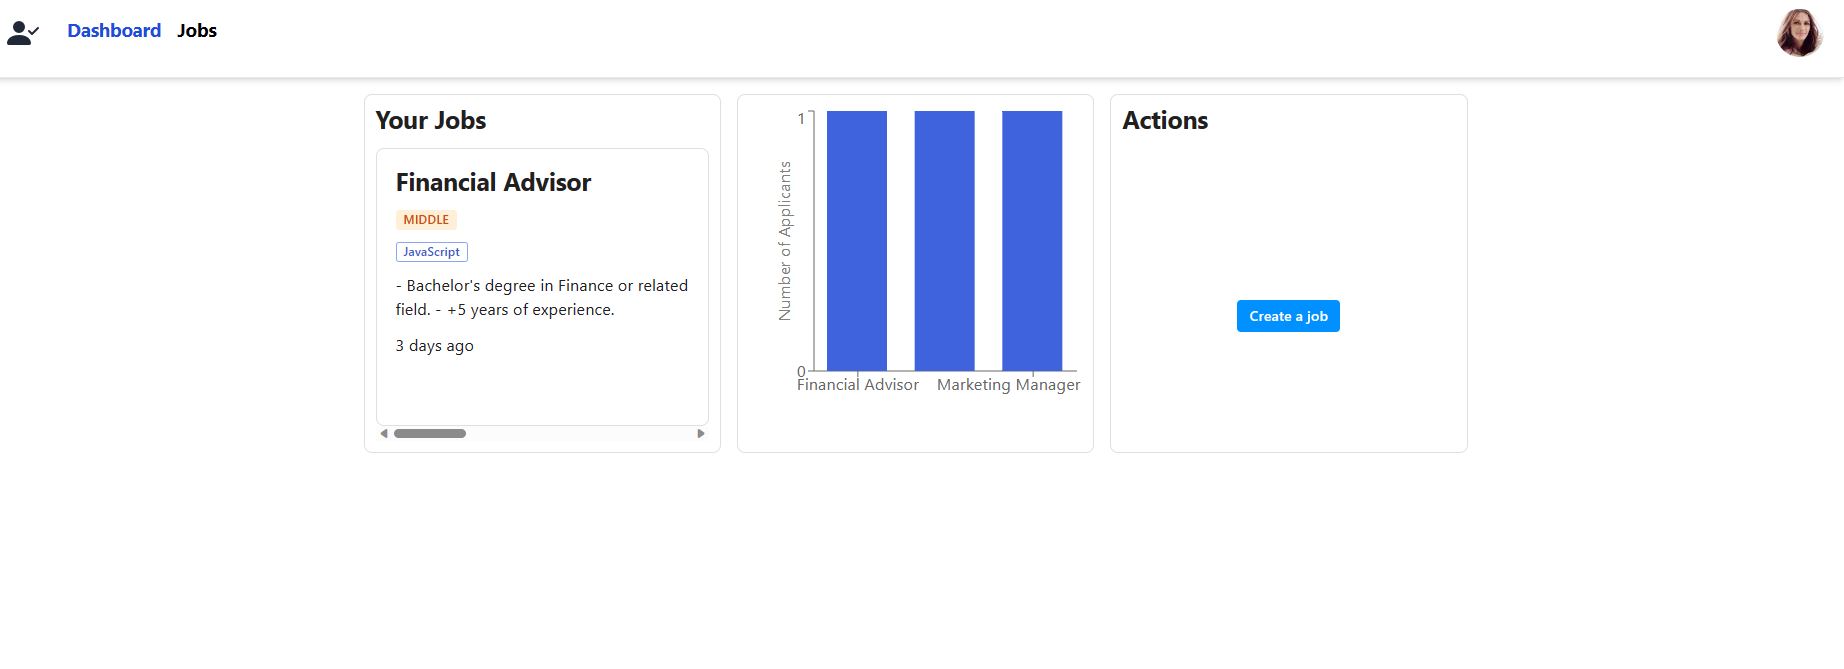 Dashboard Jobs
Your Jobs
Financial Advisor
MIDDLE
JavaScript
- Bachelor's degree in Finance or related
field. - +5 years of experience.
3 days ago
1
Number of Applicants
0
Financial Advisor Marketing Manager
Actions
Create a job